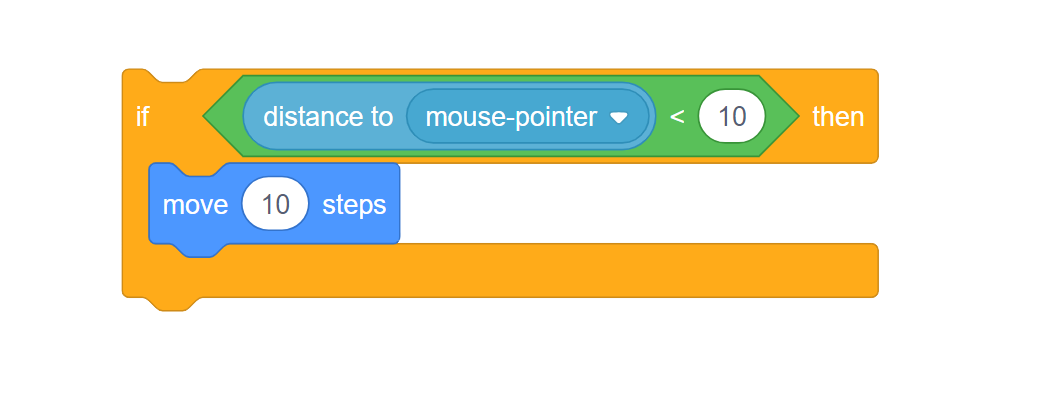 if distance to mouse-pointer < 10 then
move 10 steps